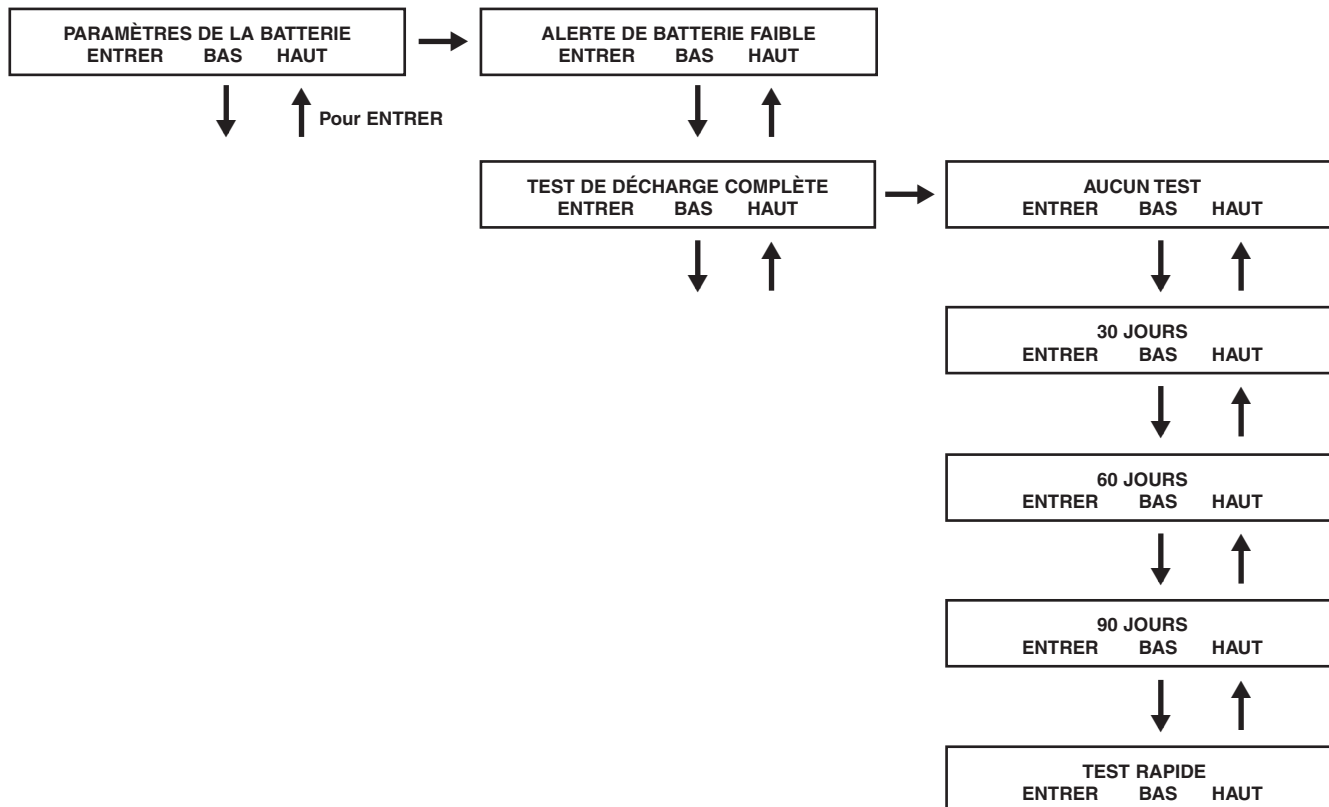 PARAMÈTRES DE LA BATTERIE
ENTRER BAS HAUT
Pour ENTRER
ALERTE DE BATTERIE FAIBLE
ENTRER BAS HAUT
TEST DE DÉCHARGE COMPLÈTE
ENTRER BAS HAUT
AUCUN TEST
ENTRER BAS HAUT
30 JOURS
ENTRER BAS HAUT
60 JOURS
ENTRER BAS HAUT
90 JOURS
ENTRER BAS HAUT
TEST RAPIDE
ENTRER BAS HAUT